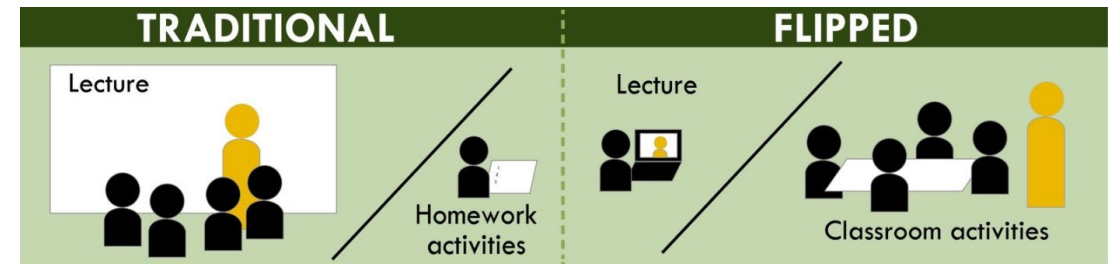 TRADITIONAL
Lecture
Homework
activities
FLIPPED
Lecture
Classroom activities